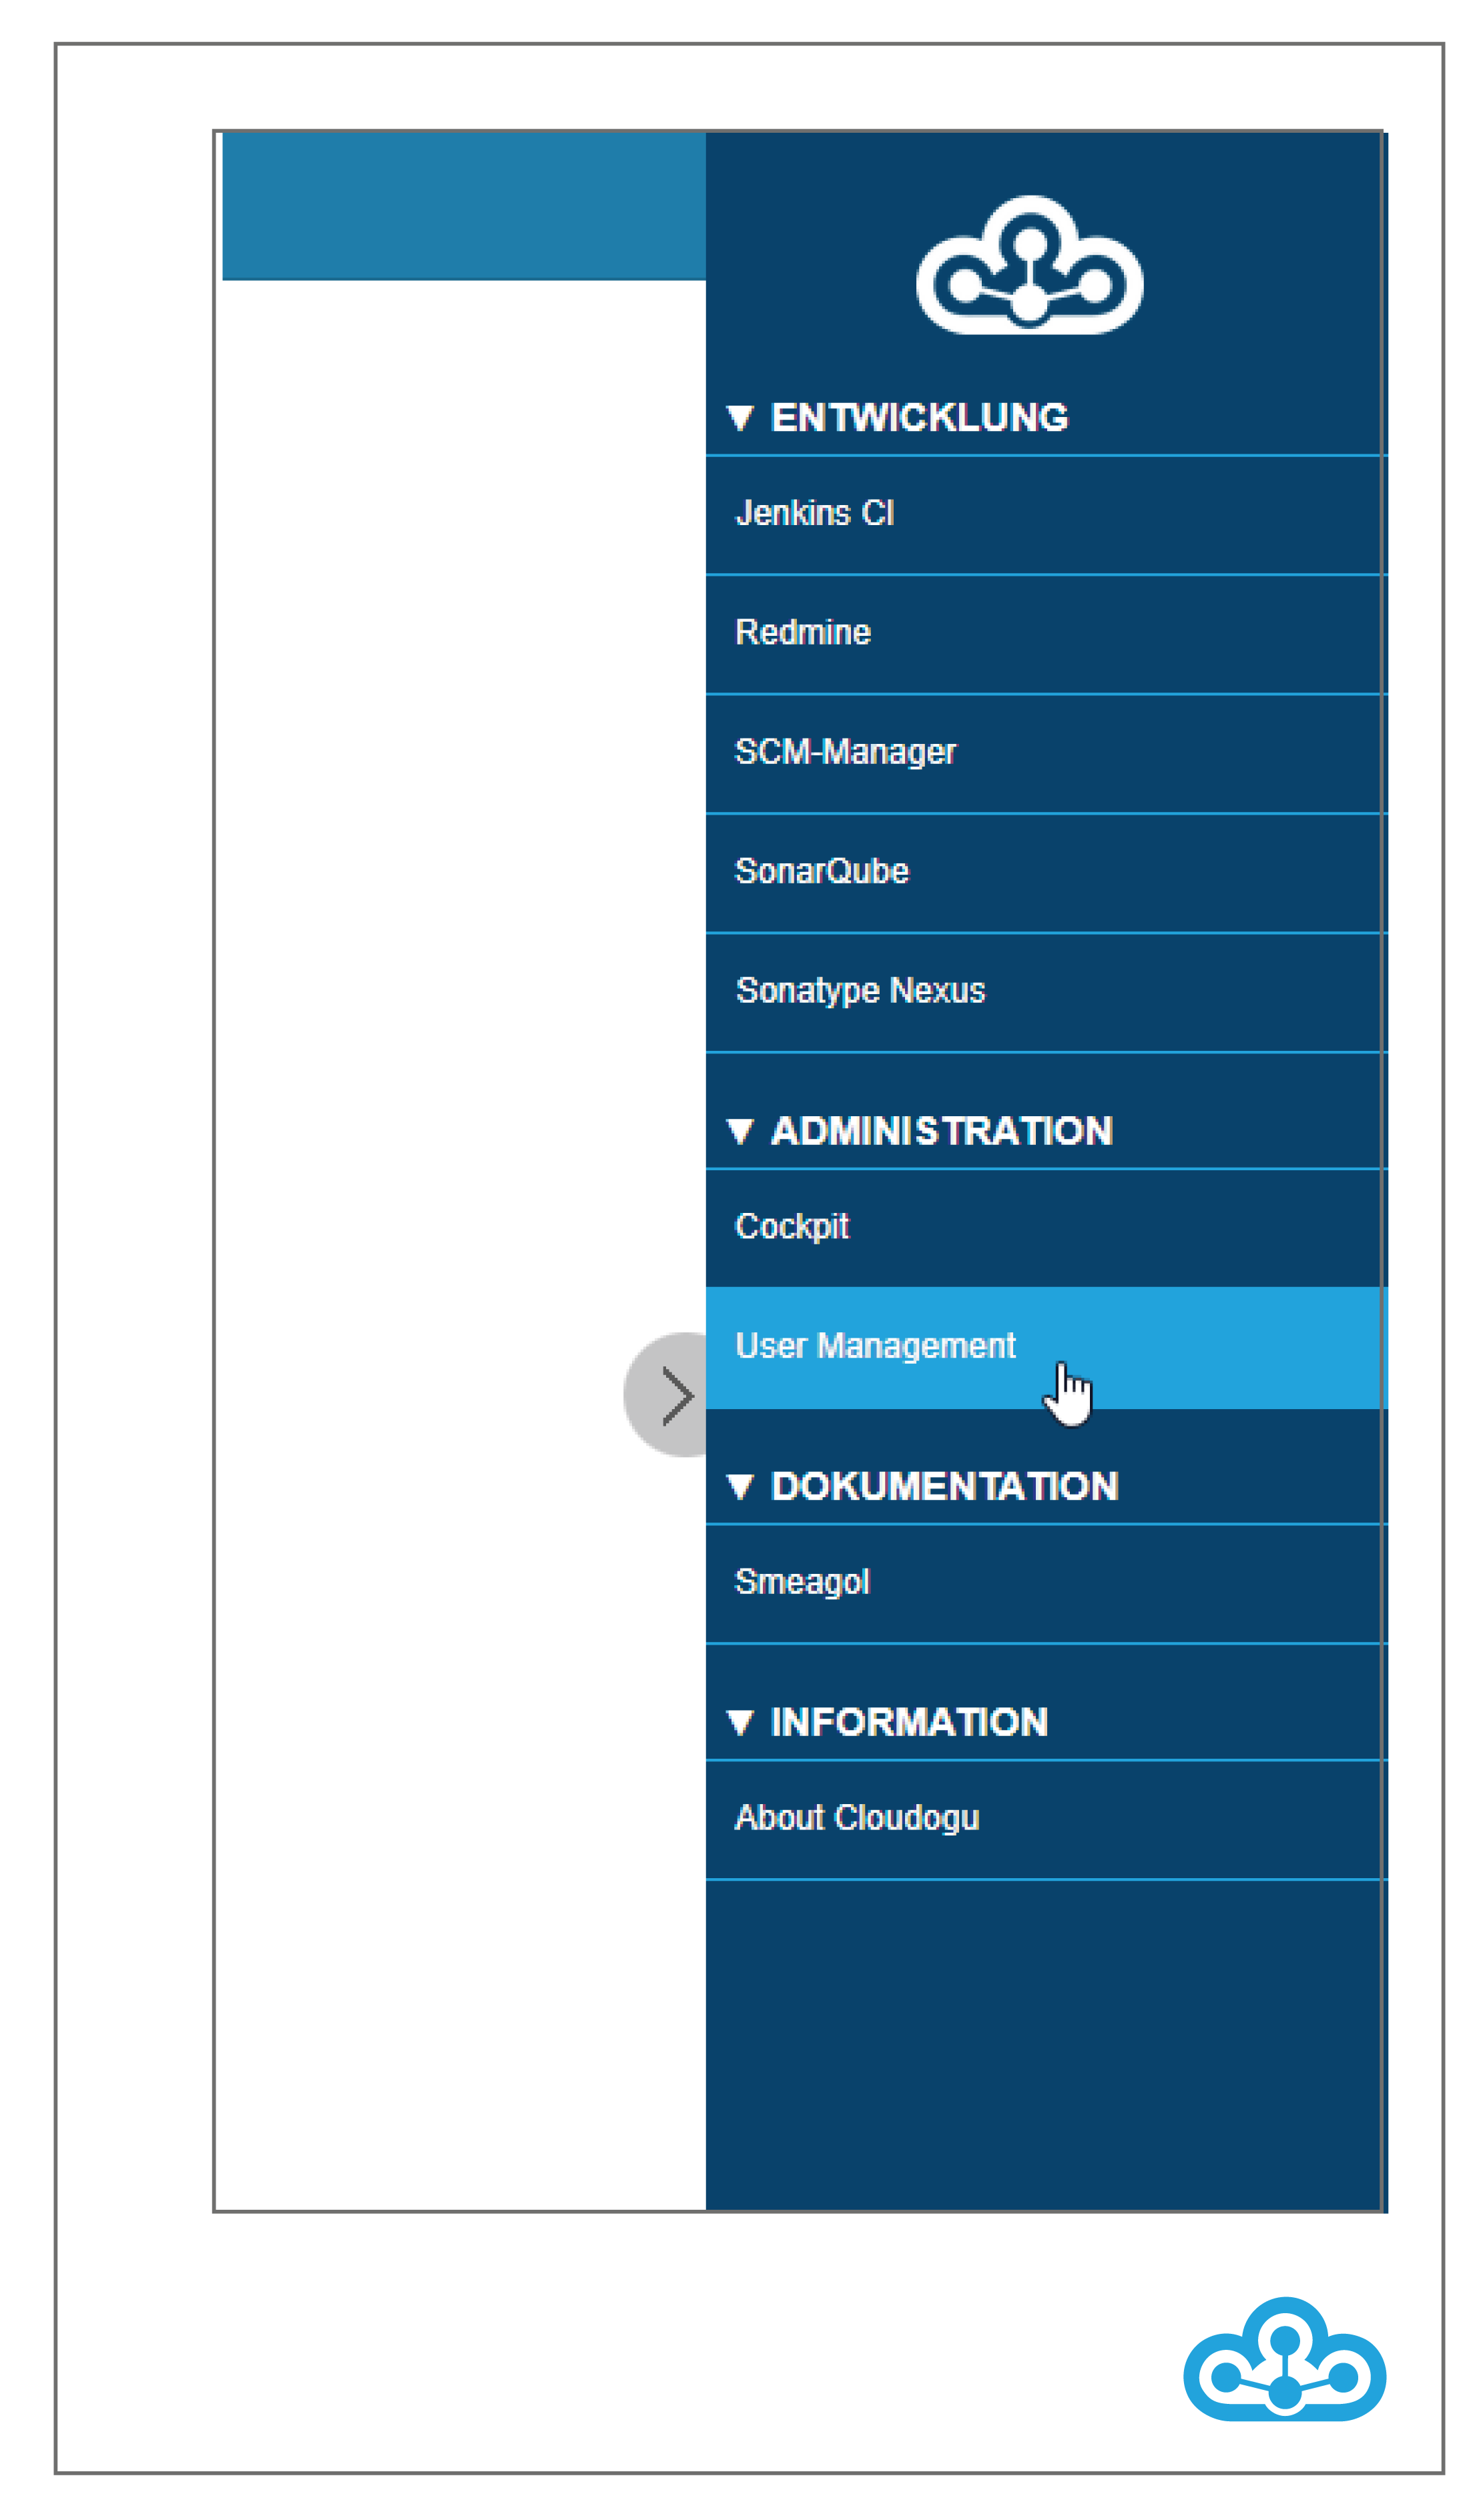 ▼ ENTWICKLUNG
Jenkins CI
Redmine
SCM-Manager
SonarQube
Sonatype Nexus
▼ ADMINISTRATION
Cockpit
User Management
▼ DOKUMENTATION
Smeagol
▼ INFORMATION
About Cloudogu